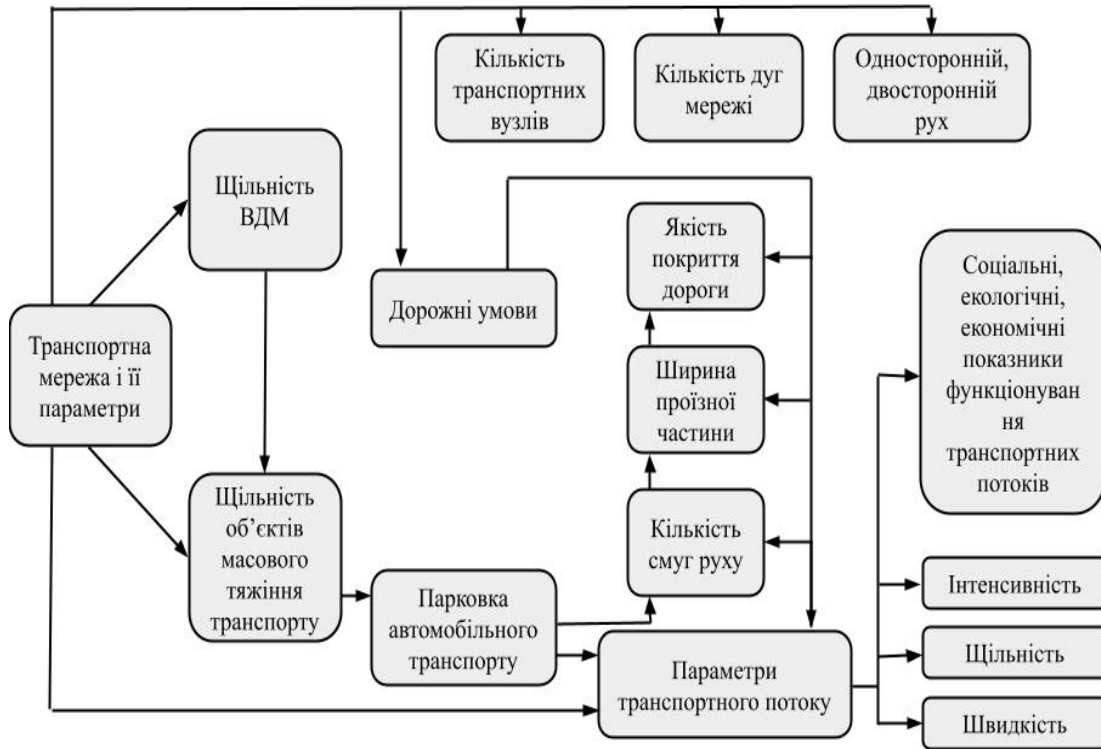 Кількість
транспортних
вузлів
Кількість дуг
мережі
Односторонній,
двосторонній
рух
Щільність
ВДМ
Транспортна
мережа і її
параметри
Дорожні умови
Якість
покриття
дороги
Ширина
проїзної
частини
Кількість
смуг руху
Соціальні,
екологічні,
економічні
показники
функціонуван
ня
транспортних
потоків
Щільність
об’єктів
масового
тяжіння
транспорту
Парковка
автомобільного
транспорту
Параметри
транспортного потоку
Інтенсивність
Щільність
Швидкість